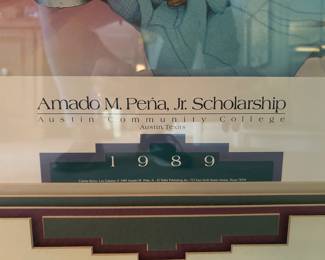 Amado M. Peña, Jr. Scholarship
Austin Community College
Austin Texas
1989